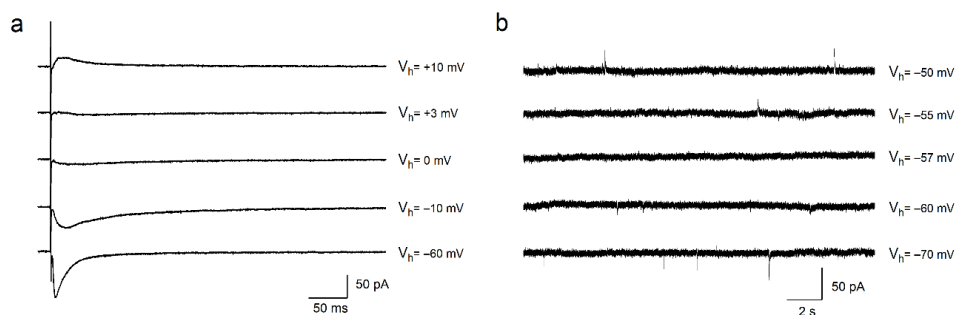 a
Vh= +10 mV
Vh= +3 mV
Vh= 0 mV
Vh= –10 mV
Vh= –60 mV
50 pA
50 ms
b
Vh= –50 mV
Vh= –55 mV
Vh= –57 mV
Vh= –60 mV
Vh= –70 mV
50 pA
2 s